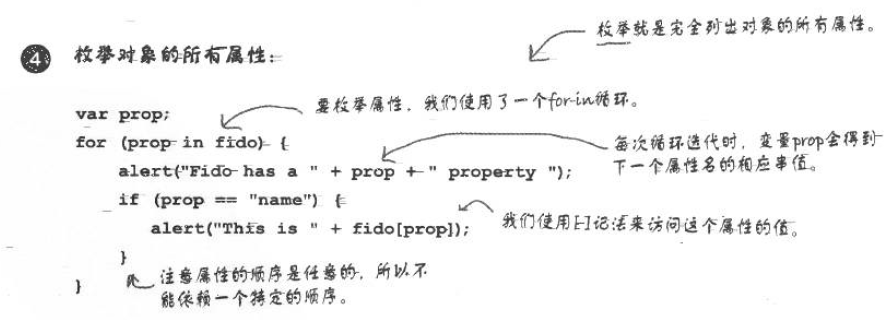 枚举就是完全列出对象的所有属性。
4 枚举对象的所有属性：
要枚举属性，我们使用了一个for-in循环。
var prop;
for (prop in fido) {
每次循环迭代时，变量prop会得到
下一个属性名的相应串值。
alert("Fido has a " + prop + " property ");
if (prop == "name") {
alert("This is " + fido[prop]);
我们使用[-]记法来访问这个属性的值。
}
注意属性的顺序是任意的，所以不
能依赖一个特定的顺序。
}